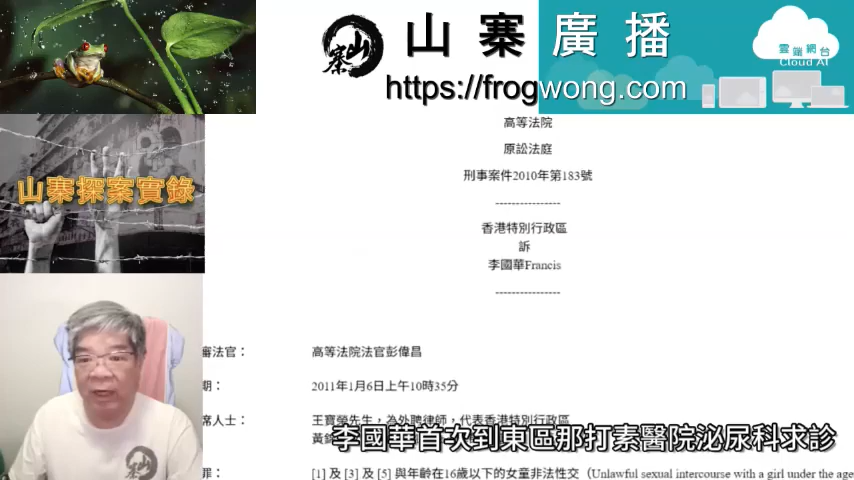 山寨廣播
https://frogwong.com
雲端網台
Cloud AI
山寨
山寨探案實錄
高等法院
原訟法庭
刑事案件2010年第183號
----------------
香港特別行政區
訴
李國華Francis
----------------
審法官： 高等法院法官彭偉昌
期： 2011年1月6日上午10時35分
席人士： 王寶榮先生，為外聘律師，代表香港特別行政區
黃錦
李國華首次到東區那打素醫院泌尿科求診
罪： [1] 及 [3] 及 [5] 與年齡在16歲以下的女童非法性交（Unlawful sexual intercourse with a girl under the age